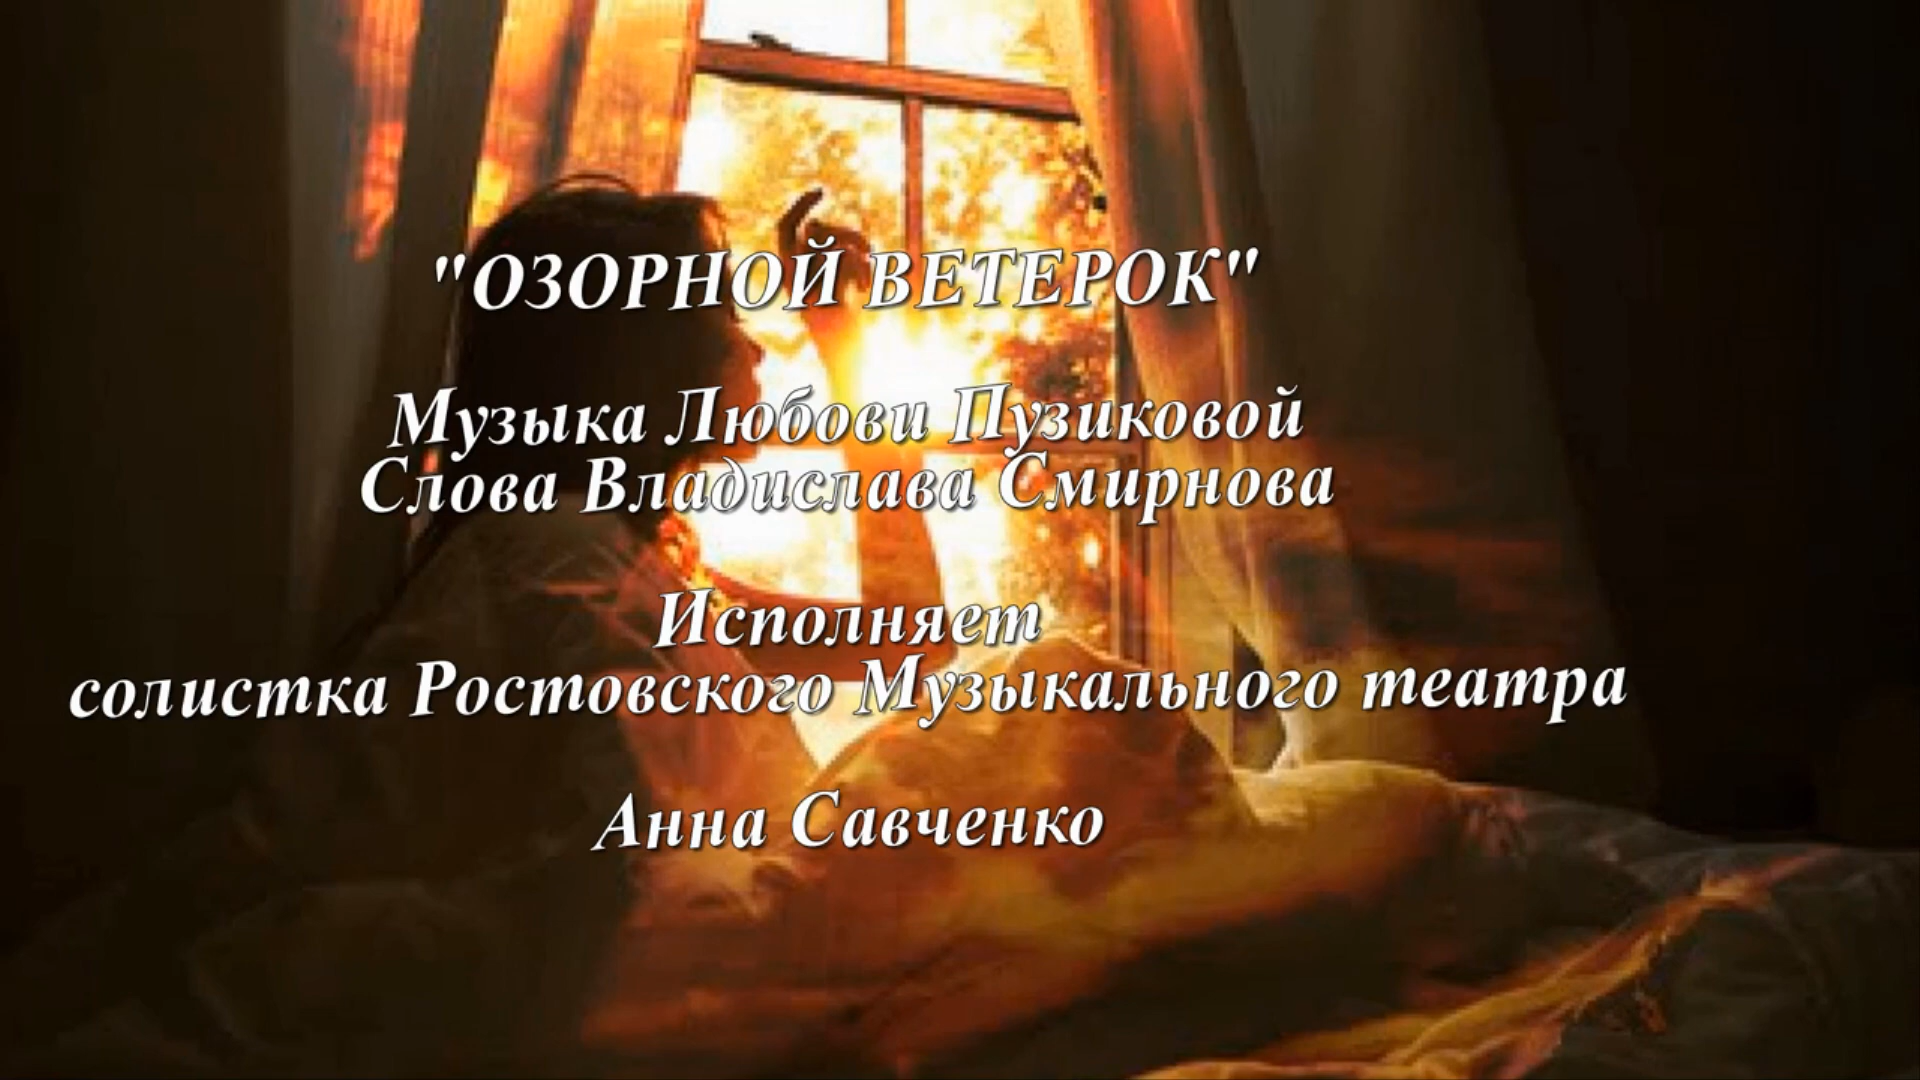 "ОЗОРНОЙ ВЕТЕРОК"
Музыка Любови Пузиковой
Слова Владислава Смирнова
Исполняет
солистка Ростовского Музыкального театра
Анна Савченко